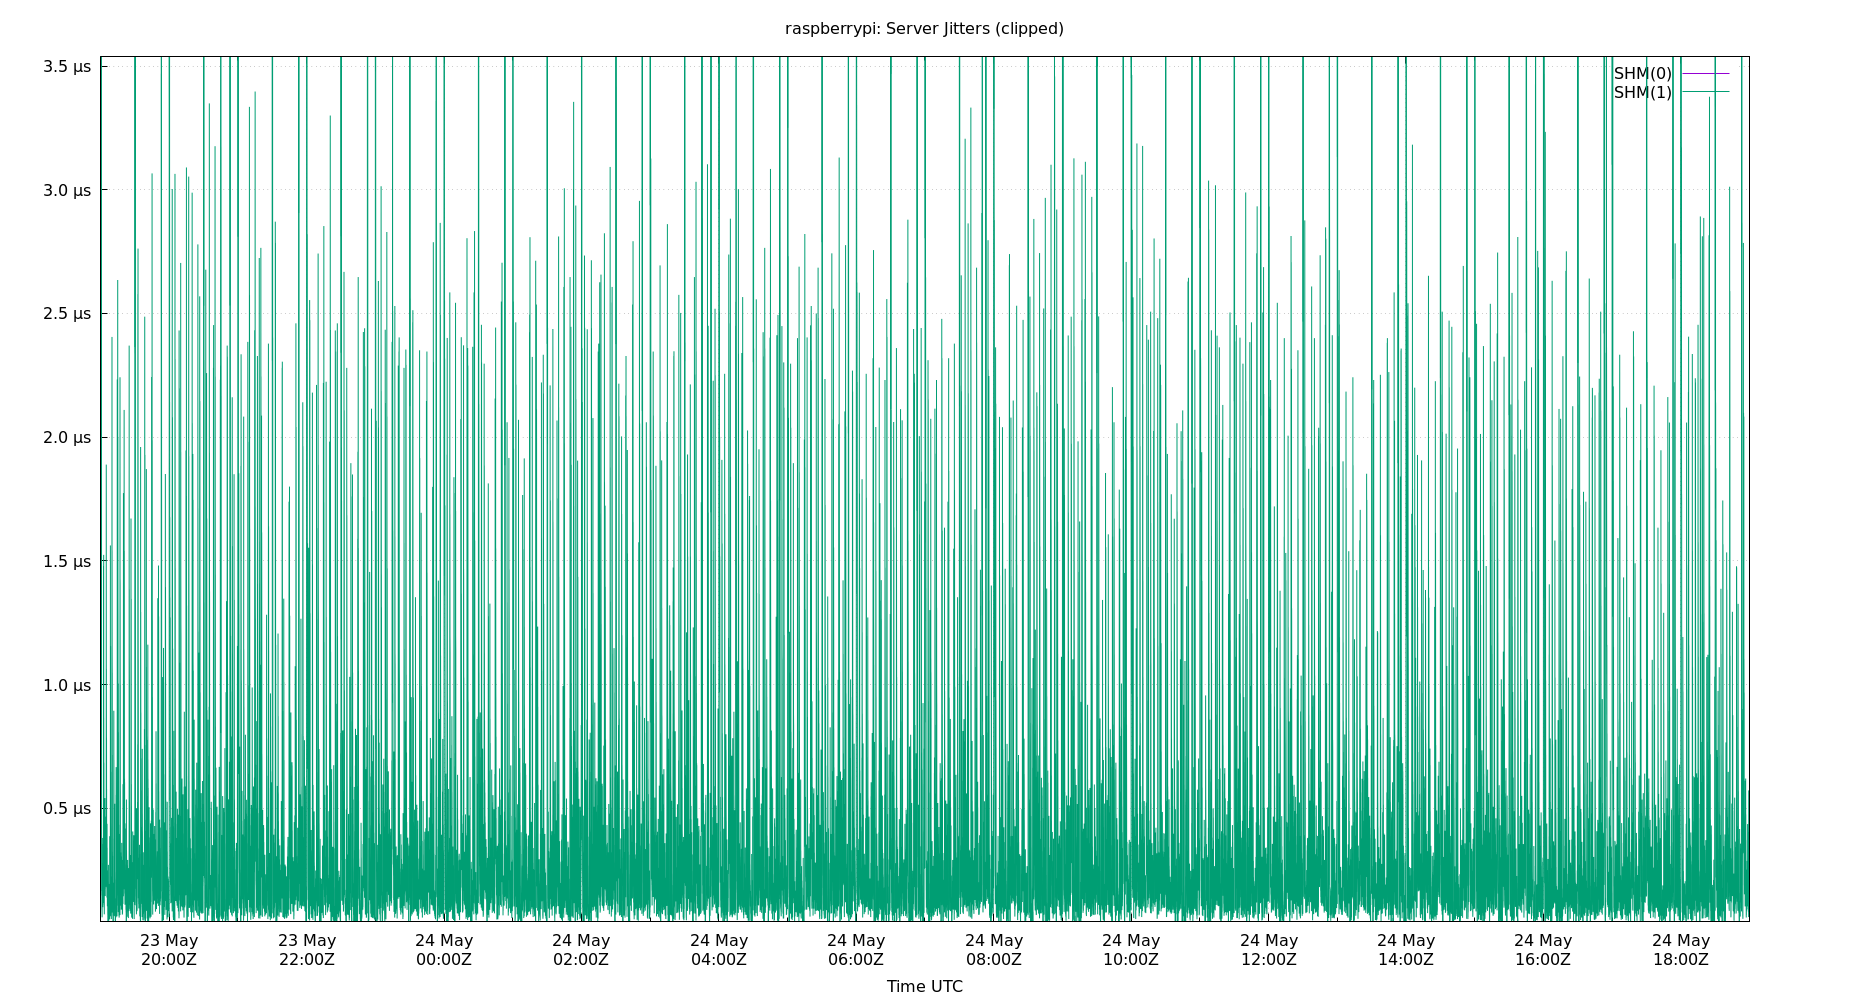 raspberrypi: Server Jitters (clipped)
3.5 µs
3.0 µs
2.5 µs
2.0 µs
1.5 µs
1.0 µs
0.5 µs
SHM(0)
SHM(1)
23 May 23 May 24 May 24 May 24 May 24 May 24 May 24 May 24 May 24 May 24 May 24 May
20:00Z 22:00Z 00:00Z 02:00Z 04:00Z 06:00Z 08:00Z 10:00Z 12:00Z 14:00Z 16:00Z 18:00Z
Time UTC